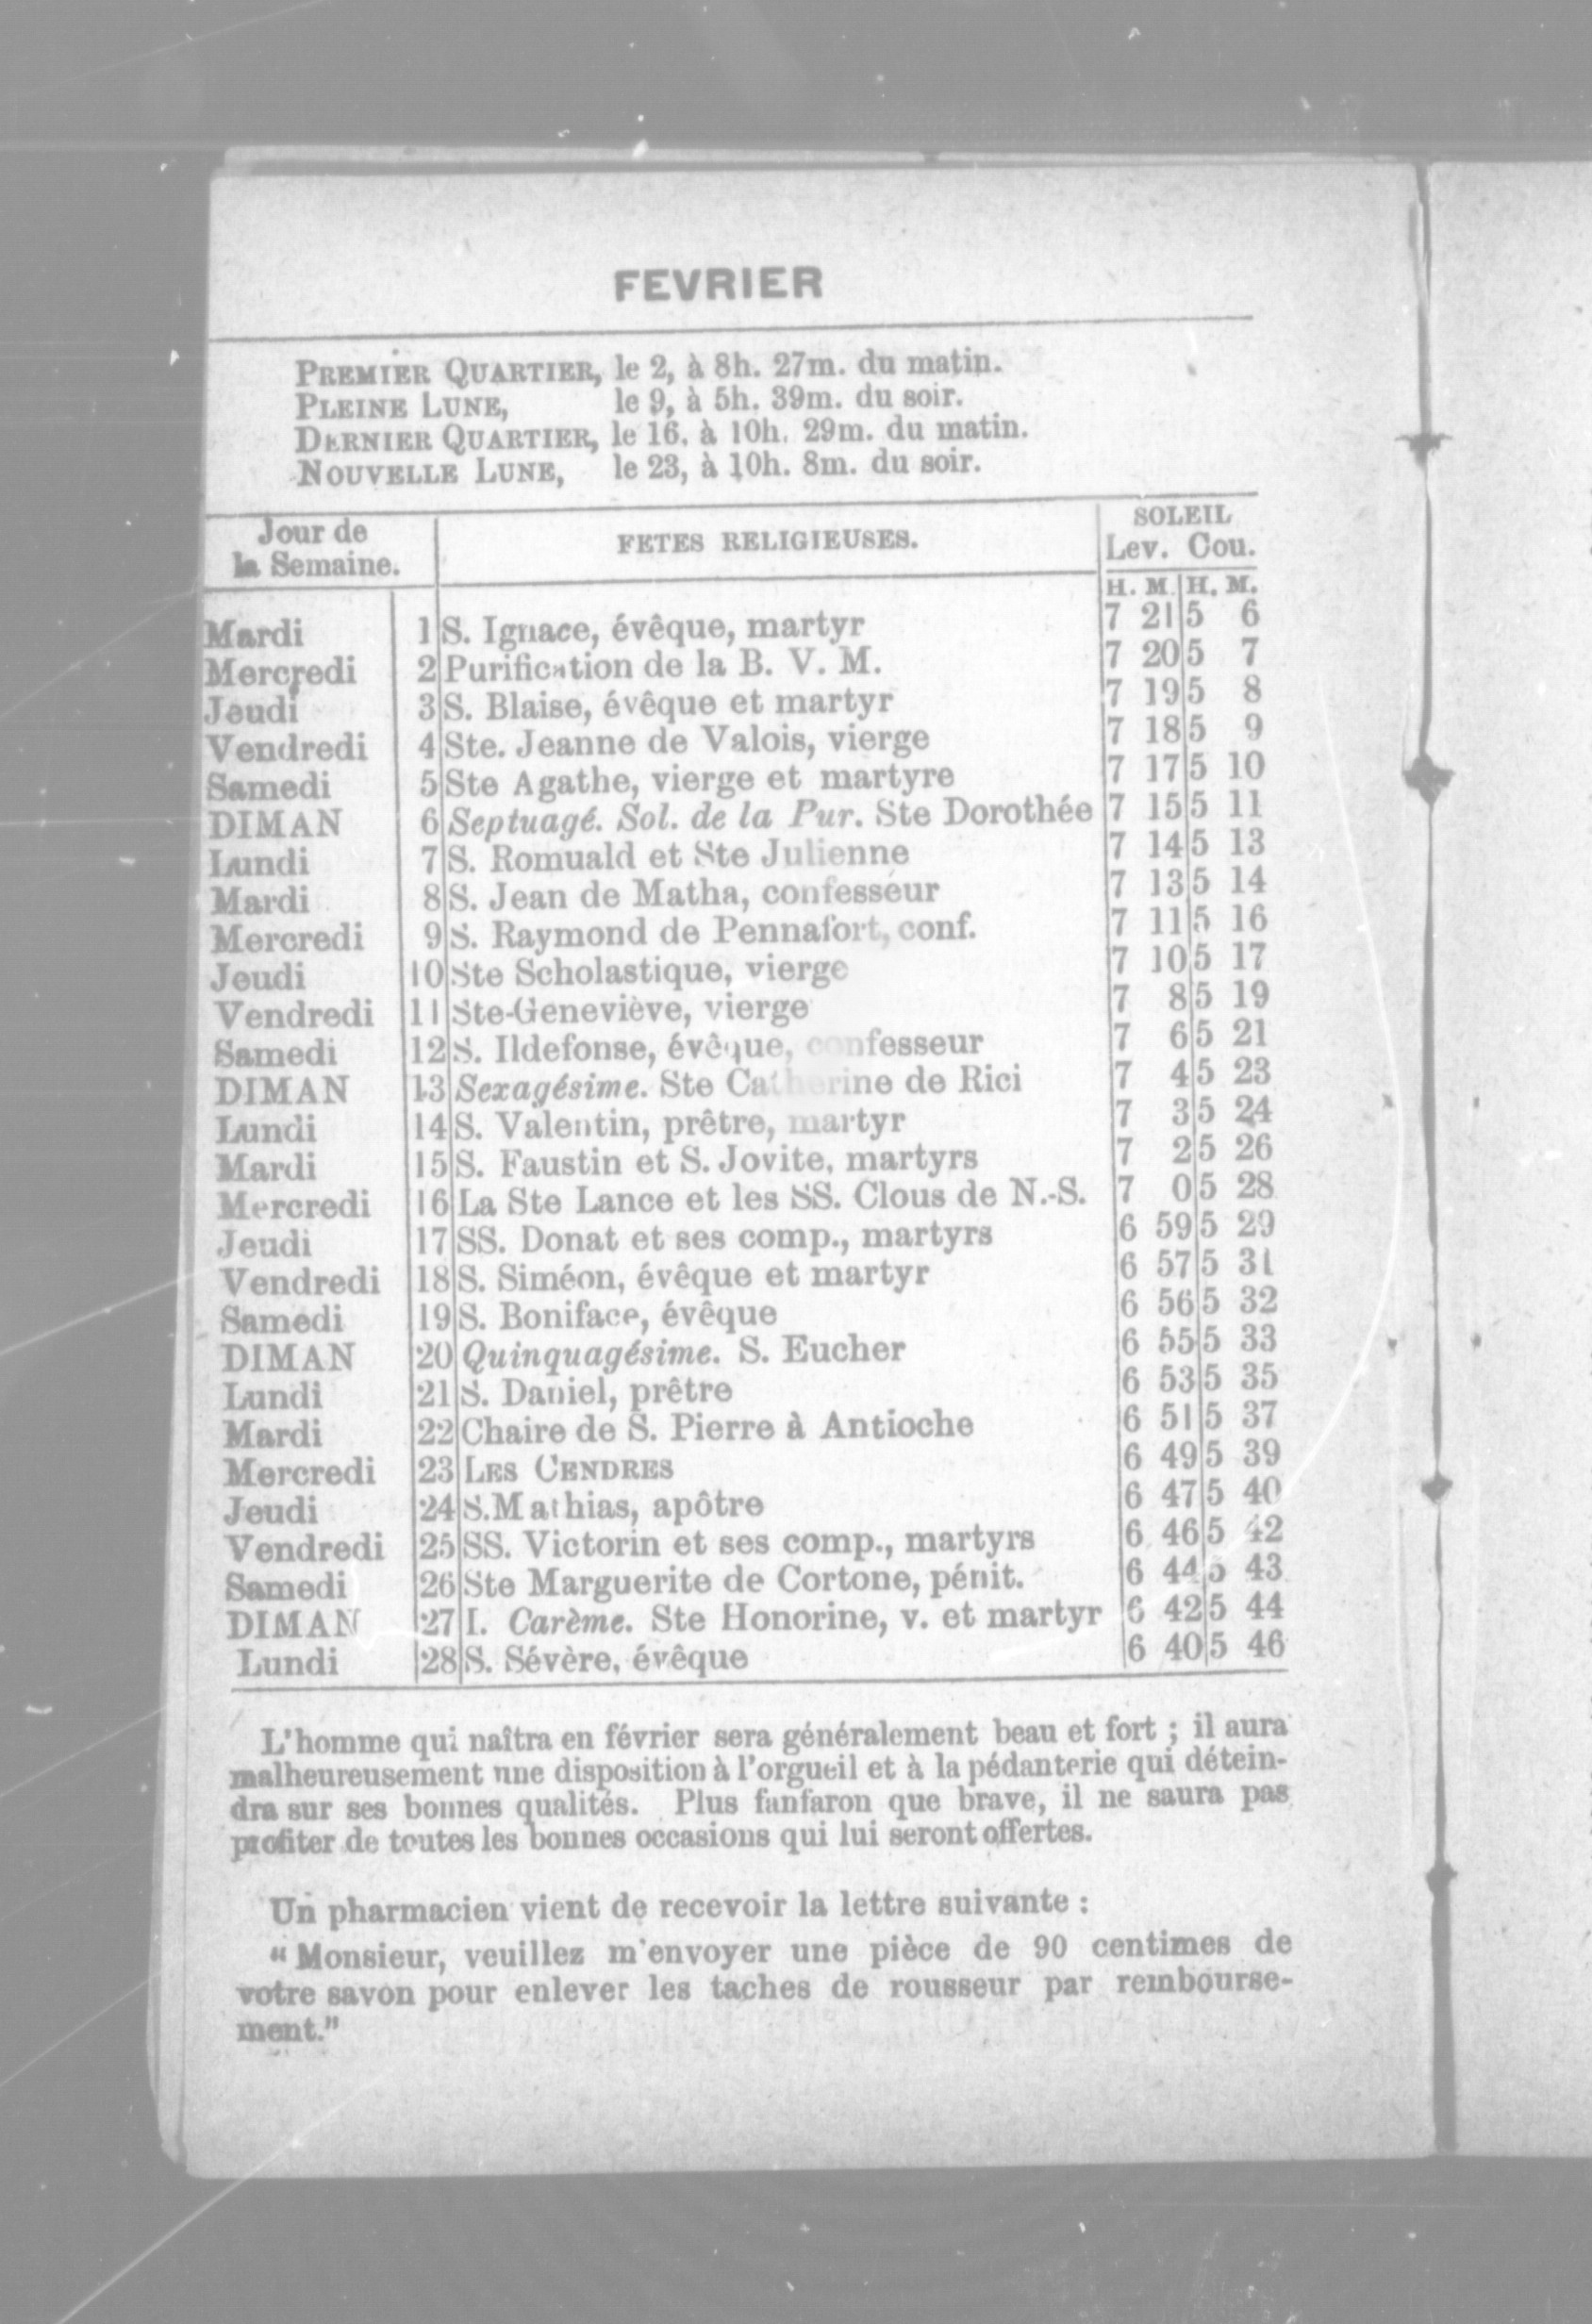 FEVRIER
PREMIER QUARTIER, le 2, à 8h. 27m. du matin.
PLEINE LUNE, le 9, à 5h. 39m. du soir.
DERNIER QUARTIER, le 16, à 10h. 29m. du matin.
NOUVELLE LUNE, le 23, à 10h. 8m. du soir.
Jour de la Semaine. FETES RELIGIEUSES. SOLEIL
Lev. Cou.
H. M. H. M.
Mardi 1 S. Ignace, évêque, martyr 7 21 5 6
Mercredi 2 Purification de la B. V. M. 7 20 5 7
Jeudi 3 S. Blaise, évêque et martyr 7 19 5 8
Vendredi 4 Ste. Jeanne de Valois, vierge 7 18 5 9
Samedi 5 Ste Agathe, vierge et martyre 7 17 5 10
DIMAN 6 Septuagé. Sol. de la Pur. Ste Dorothée 7 15 5 11
Lundi 7 S. Romuald et Ste Julienne 7 14 5 13
Mardi 8 S. Jean de Matha, confesseur 7 13 5 14
Mercredi 9 S. Raymond de Pennafort, conf. 7 11 5 16
Jeudi 10 Ste Scholastique, vierge 7 10 5 17
Vendredi 11 Ste-Geneviève, vierge 7 8 5 19
Samedi 12 S. Ildefonse, évêque, confesseur 7 6 5 21
DIMAN 13 Sexagésime. Ste Catherine de Rici 7 4 5 23
Lundi 14 S. Valentin, prêtre, martyr 7 3 5 24
Mardi 15 S. Faustin et S. Jovite, martyrs 7 2 5 26
Mercredi 16 La Ste Lance et les SS. Clous de N.-S. 7 0 5 28
Jeudi 17 SS. Donat et ses comp., martyrs 6 59 5 29
Vendredi 18 S. Siméon, évêque et martyr 6 57 5 31
Samedi 19 S. Boniface, évêque 6 56 5 32
DIMAN 20 Quinquagésime. S. Eucher 6 55 5 33
Lundi 21 S. Daniel, prêtre 6 53 5 35
Mardi 22 Chaire de S. Pierre à Antioche 6 51 5 37
Mercredi 23 LES CENDRES 6 49 5 39
Jeudi 24 S. Mathias, apôtre 6 47 5 40
Vendredi 25 SS. Victorin et ses comp., martyrs 6 46 5 42
Samedi 26 Ste Marguerite de Cortone, pénit. 6 44 5 43
DIMAN 27 I. Carème. Ste Honorine, v. et martyr 6 42 5 44
Lundi 28 S. Sévère, évêque 6 40 5 46
L'homme qui naîtra en février sera généralement beau et fort ; il aura
malheureusement une disposition à l'orgueil et à la pédanterie qui détein-
dra sur ses bonnes qualités. Plus fanfaron que brave, il ne saura pas
profiter de toutes les bonnes occasions qui lui seront offertes.
Un pharmacien vient de recevoir la lettre suivante :
“ Monsieur, veuillez m'envoyer une pièce de 90 centimes de
votre savon pour enlever les taches de rousseur par rembourse-
ment.”